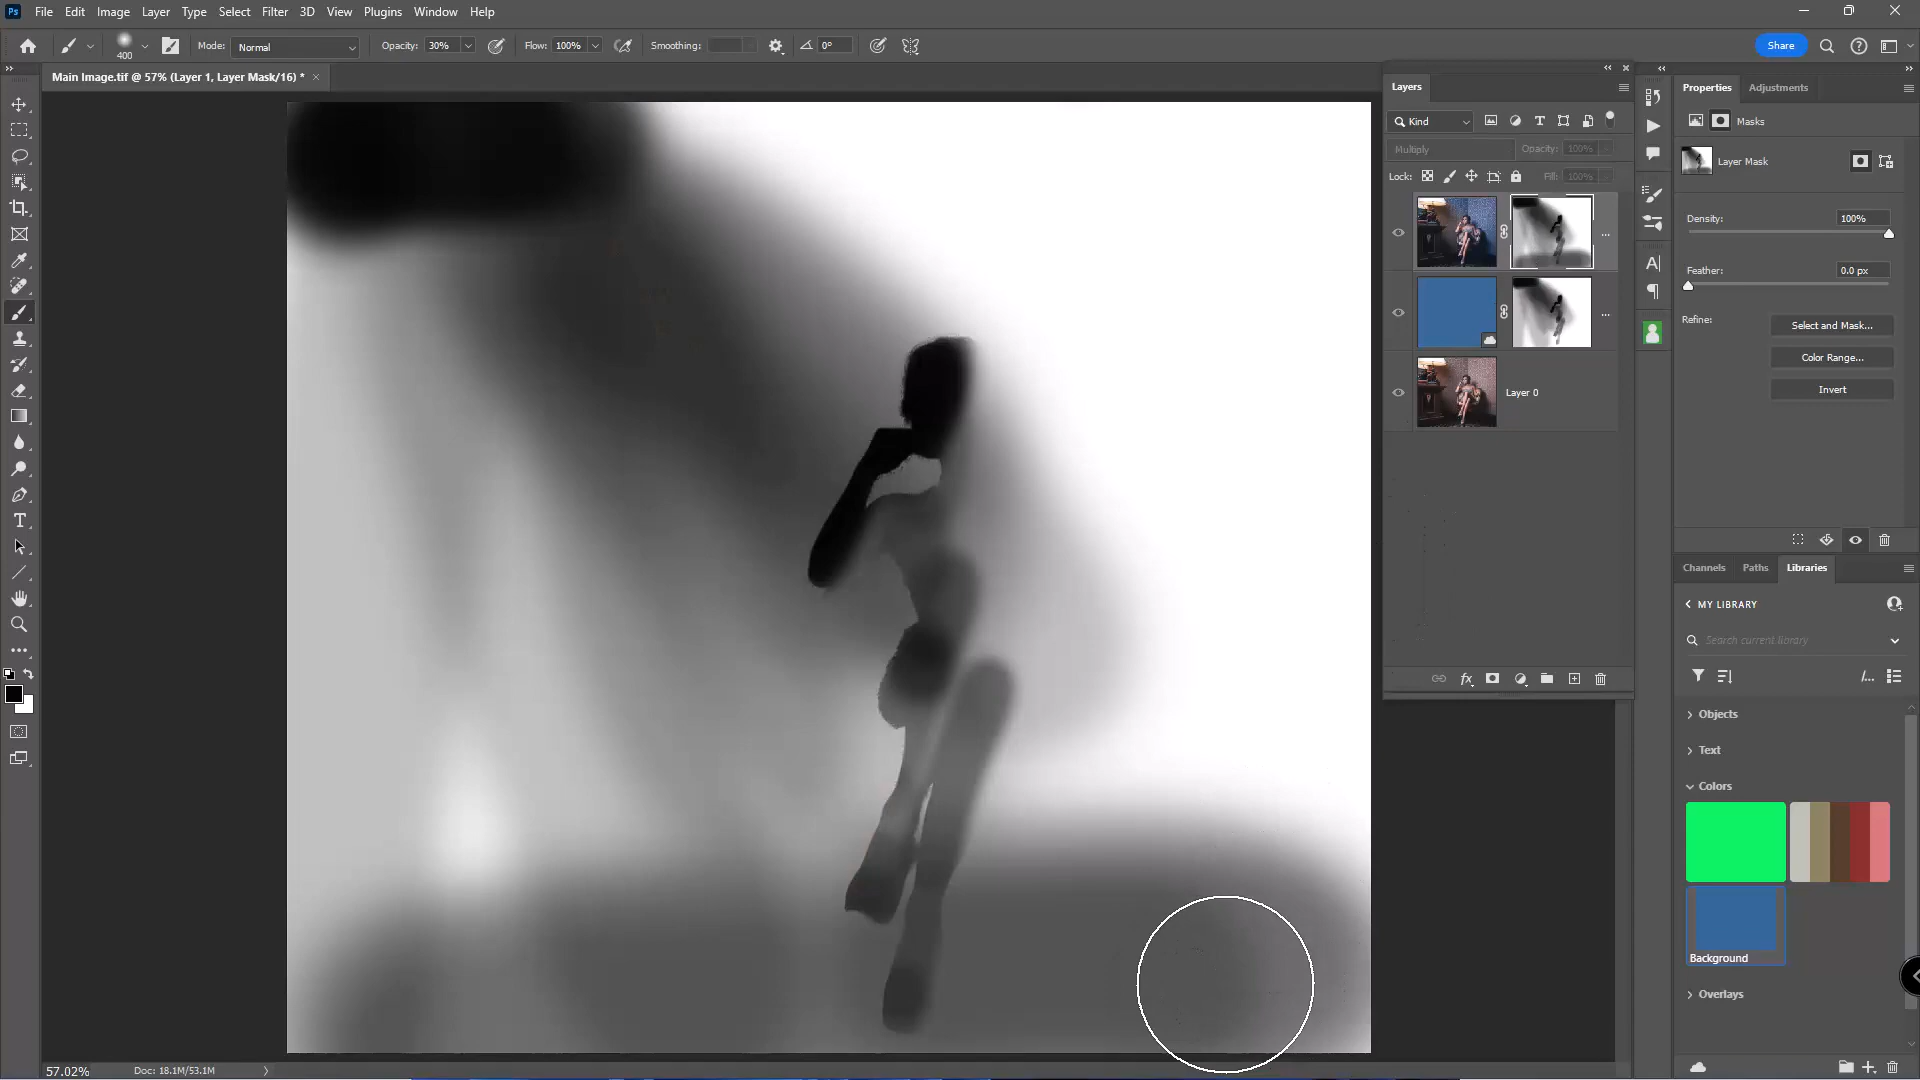 Ps File Edit Image Layer Type Select Filter 3D View Plugins Window Help
400 Mode: Normal Opacity: 30% Flow: 100% Smoothing: 0° Share
Main Image.tif @ 57% (Layer 1, Layer Mask/16) * ×
Layers
Kind
Multiply Opacity: 100%
Lock: Fill: 100%
...
...
Layer 0
fx
Properties Adjustments
Masks
Layer Mask
Density: 100%
Feather: 0.0 px
Refine: Select and Mask...
Color Range...
Invert
Channels Paths Libraries
MY LIBRARY
Search current library
/...
Objects
Text
Colors
Background
Overlays
57.02% Doc: 18.1M/53.1M